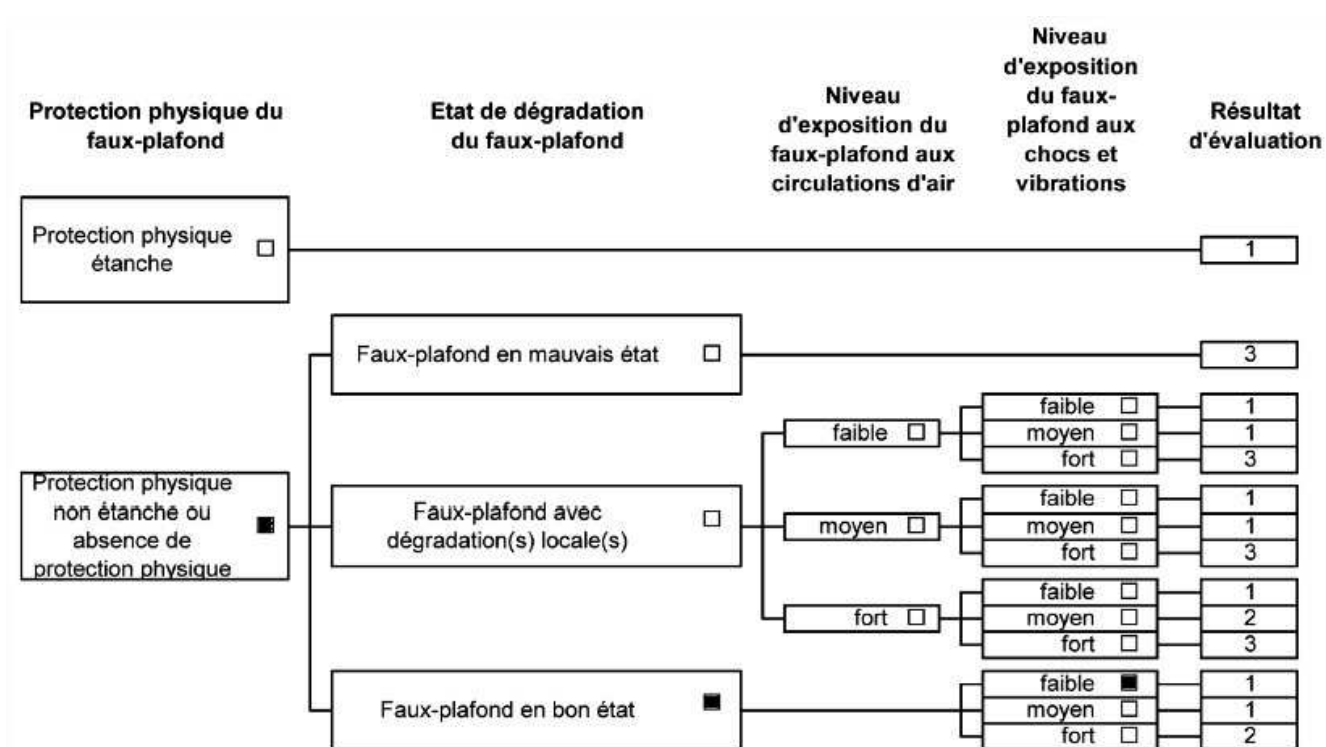 Protection physique du
faux-plafond
Etat de dégradation
du faux-plafond
Niveau
d'exposition du
faux-plafond aux
circulations d'air
Niveau
d'exposition
du faux-
plafond aux
chocs et
vibrations
Résultat
d'évaluation
Protection physique
étanche
1
Faux-plafond en mauvais état
3
Protection physique
non étanche ou
absence de
protection physique
Faux-plafond avec
dégradation(s) locale(s)
faible
faible
1
moyen
1
fort
3
moyen
faible
1
moyen
1
fort
3
fort
faible
1
moyen
2
fort
3
Faux-plafond en bon état
faible
1
moyen
1
fort
2